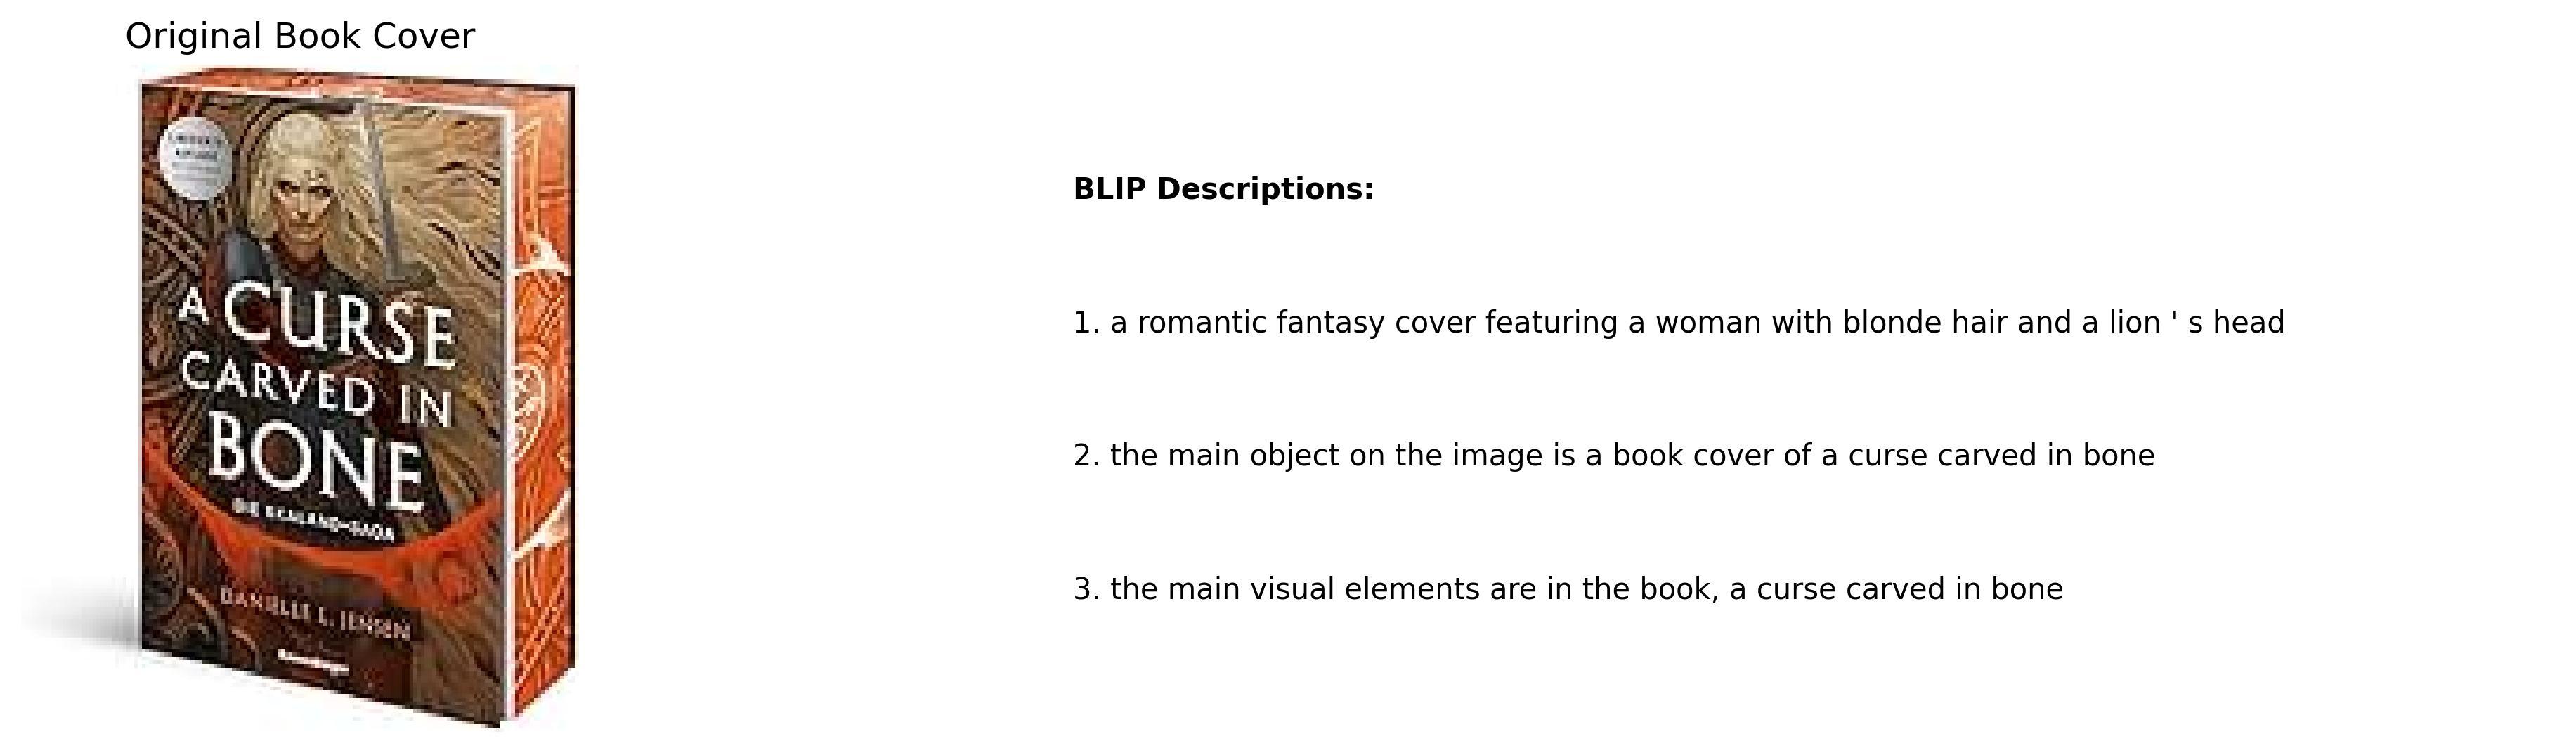 Original Book Cover
A CURSE
CARVED IN
BONE
DIE SKALAND-SAGA
DANIELLE L. JENSEN
BLIP Descriptions:
1. a romantic fantasy cover featuring a woman with blonde hair and a lion ' s head
2. the main object on the image is a book cover of a curse carved in bone
3. the main visual elements are in the book, a curse carved in bone